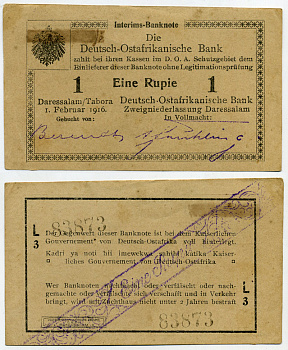 Interims-Banknote
Die
Deutsch-Ostafrikanische Bank
zahlt bei ihren Kassen im D. O. A. Schutzgebiet dem
Einlieferer dieser Banknote ohne Legitimationsprüfung
1 Eine Rupie 1
Daressalam/Tabora
1. Februar 1916.
Deutsch-Ostafrikanische Bank
Zweigniederlassung Daressalam
Gebucht von:
In Vollmacht:
83873
L
3
Der Gegenwert dieser Banknote ist bei dem Kaiserlichen
Gouvernement von Deutsch-Ostafrika voll hinterlegt.
Kadri ya noti hii imewekwa katika Kaiser-
liches Gouvernement, von Deutsch-Ostafrika
Wer Banknoten nachmacht oder verfälscht oder nach-
gemachte oder verfälschte sich verschafft und in Verkehr
bringt, wird mit Zuchthaus nicht unter 2 Jahren bestraft
L
3
83873